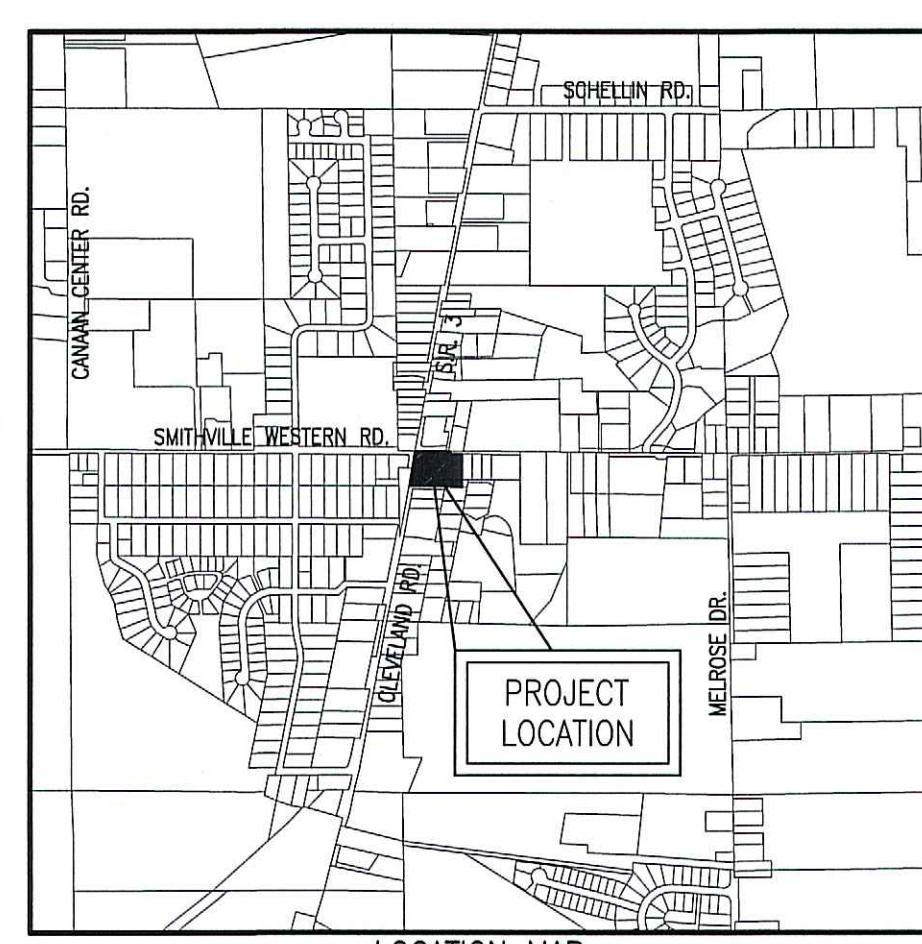 SCHELLIN RD.
CANAAN CENTER RD.
S.R. 3
SMITHVILLE WESTERN RD.
CLEVELAND RD.
MELROSE DR.
PROJECT
LOCATION
LOCATION MAP